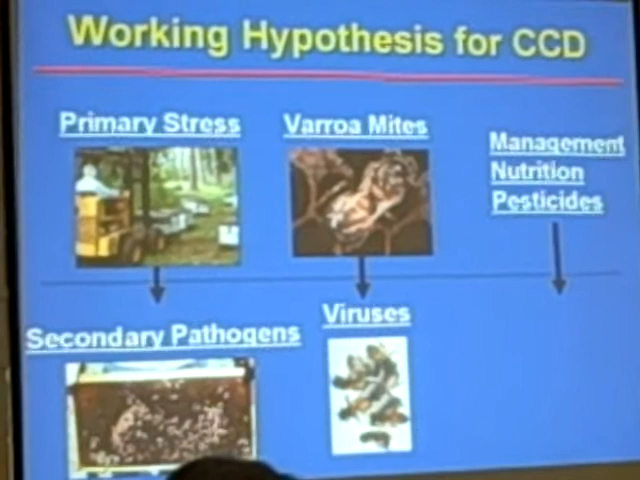 Working Hypothesis for CCD
Primary Stress
Varroa Mites
Management
Nutrition
Pesticides
Secondary Pathogens
Viruses